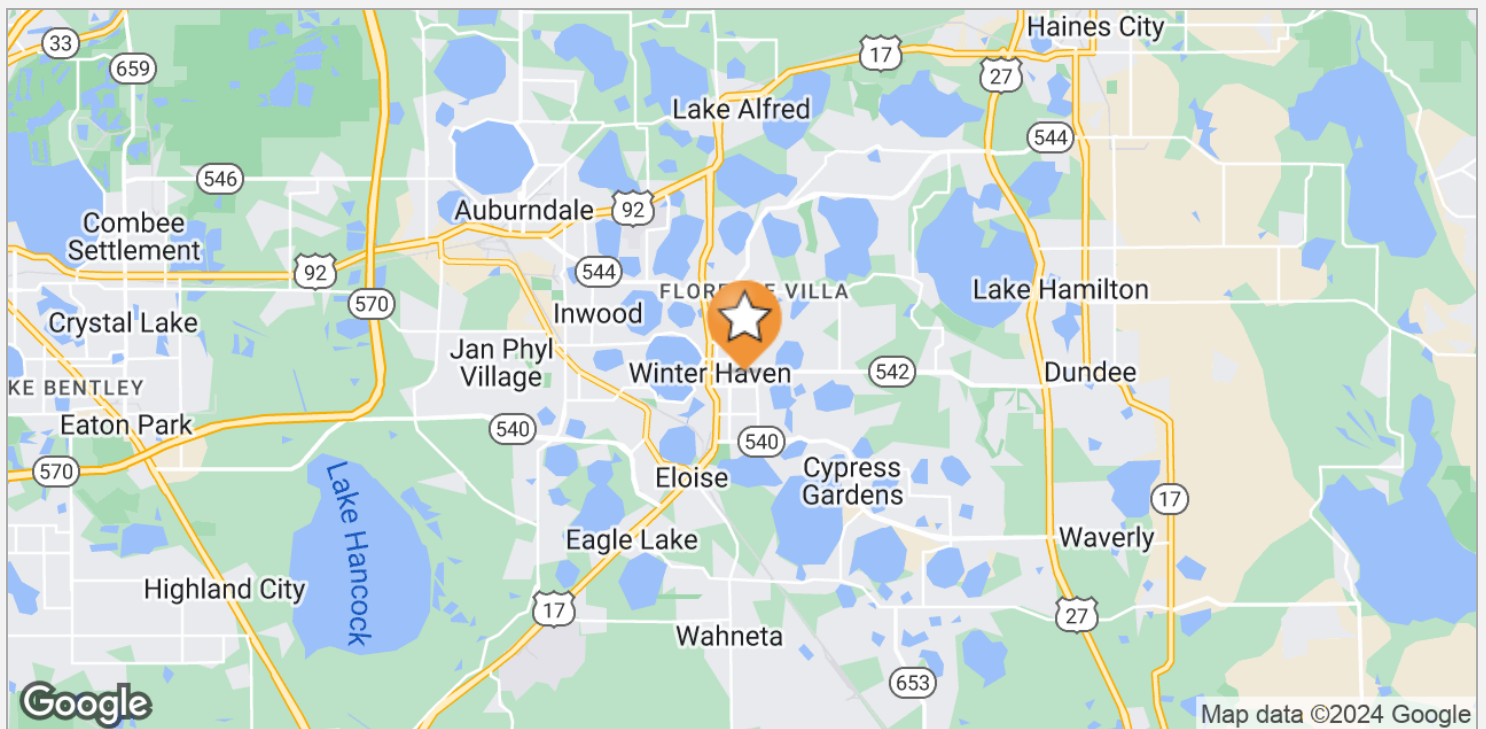 Haines City
33
17
659
27
Lake Alfred
544
546
Auburndale
92
Combee
Settlement
92
544
570
FLORE E VILLA
Lake Hamilton
Inwood
Crystal Lake
Jan Phyl
Village
Winter Haven
542
Dundee
KE BENTLEY
Eaton Park
540
540
570
Eloise
Cypress
Gardens
Lake Hancock
17
Eagle Lake
Waverly
Highland City
17
27
Wahneta
653
Google
Map data ©2024 Google